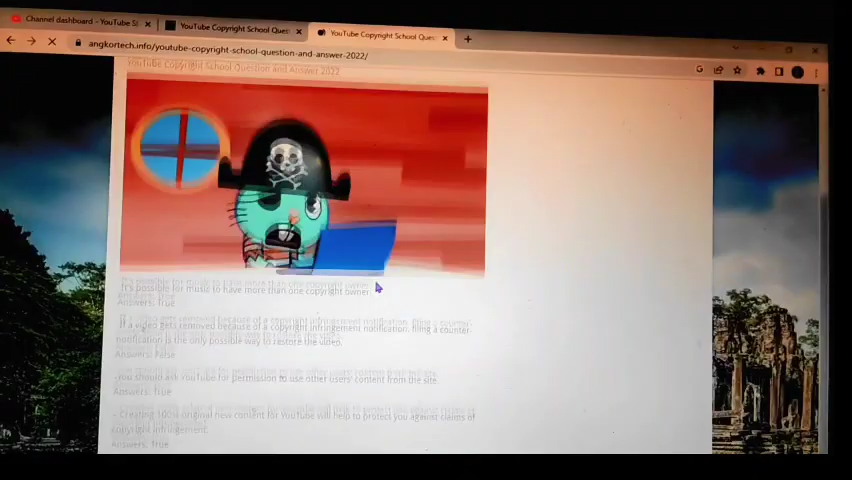 Channel dashboard - YouTube St
YouTube Copyright School Quest
YouTube Copyright School Ques
angkortech.info/youtube-copyright-school-question-and-answer-2022/
YouTube Copyright School Question and Answer 2022
It's possible for music to have more than one copyright owner.
Answers: True
If a video gets removed because of a copyright infringement notification, filing a counter-
notification is the only possible way to restore the video.
Answers: False
- You should ask YouTube for permission to use other users' content from the site.
Answers: True
- Creating 100% original new content for YouTube will help to protect you against claims of
copyright infringement.
Answers: True